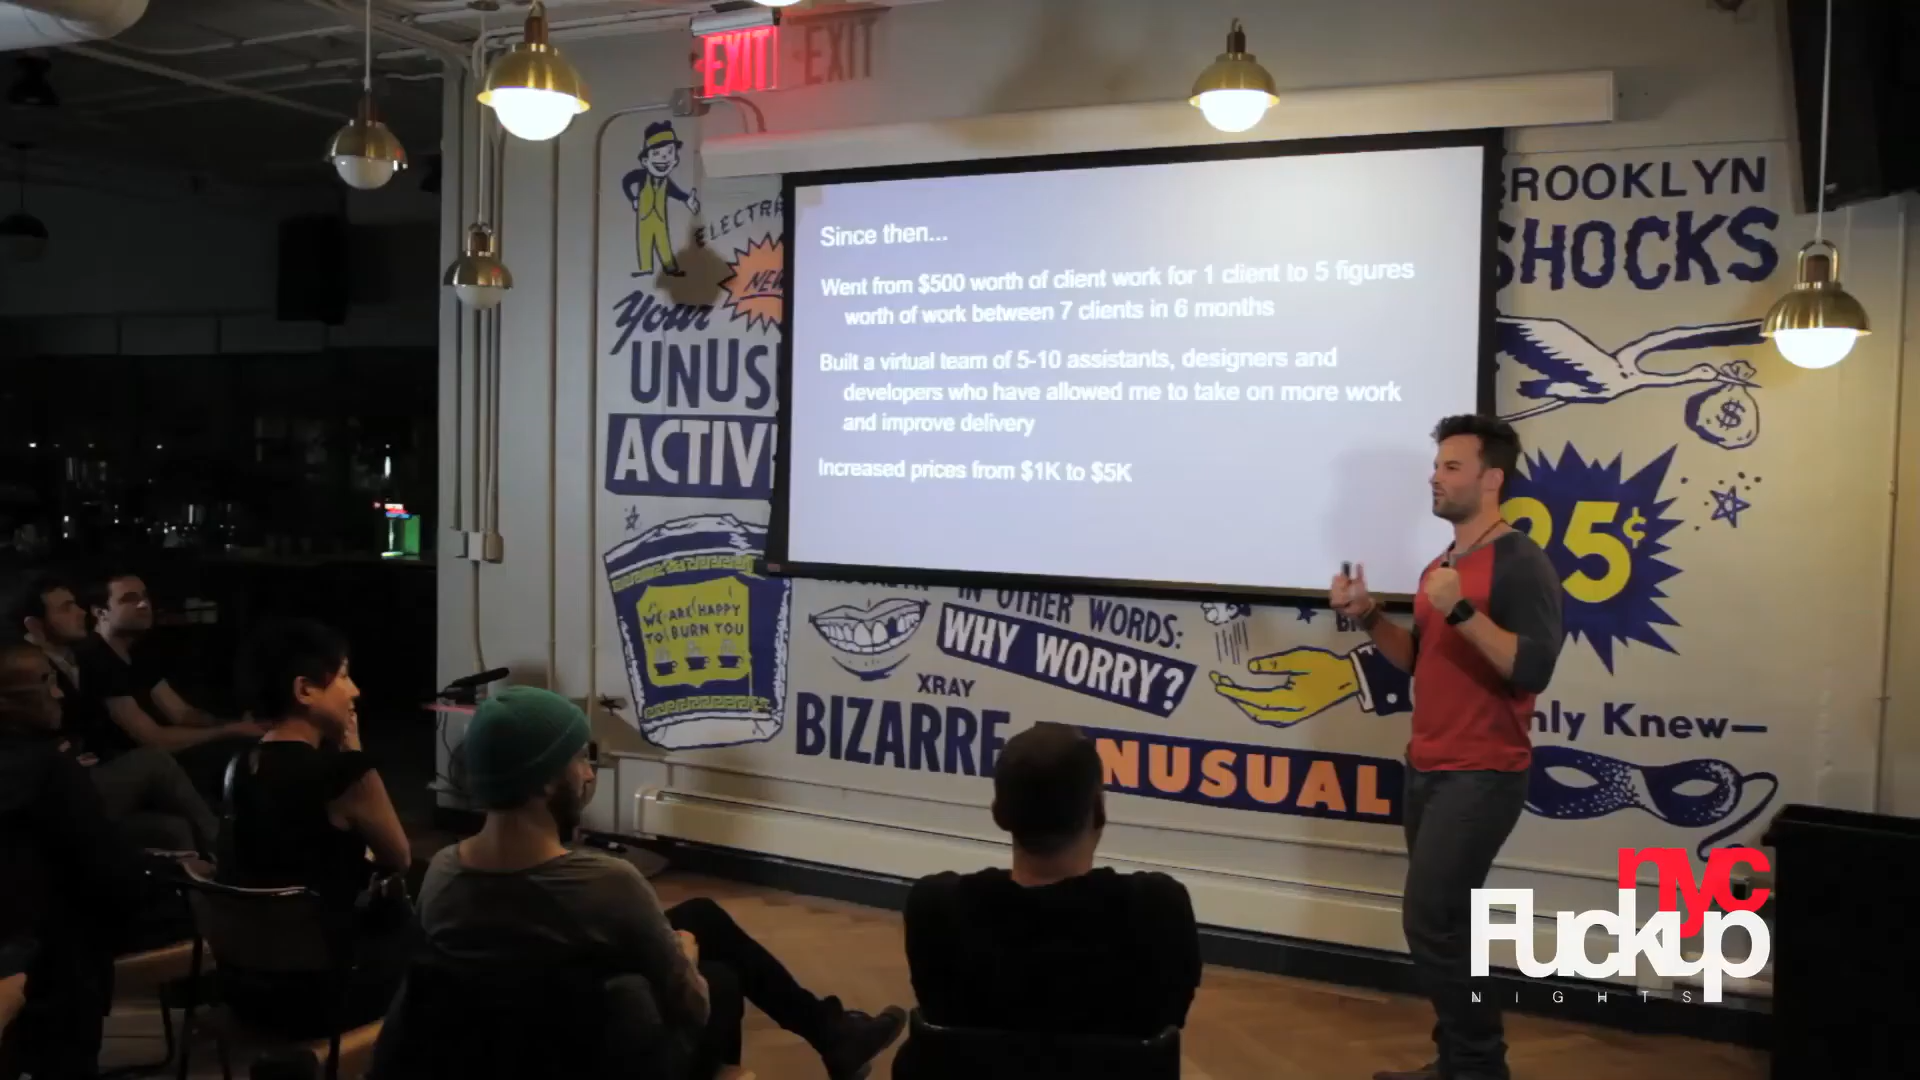 EXIT
EXIT
ELECTRA
NEW
Your
UNUS
ACTIV
WE ARE HAPPY
TO BURN YOU
Since then...
Went from $500 worth of client work for 1 client to 5 figures
worth of work between 7 clients in 6 months
Built a virtual team of 5-10 assistants, designers and
developers who have allowed me to take on more work
and improve delivery
Increased prices from $1K to $5K
ROOKLYN
SHOCKS
$
25¢
IN OTHER WORDS:
WHY WORRY?
XRAY
BIZARRE
NUSUAL
nly Knew—
nyc
Fuckup
NIGHTS